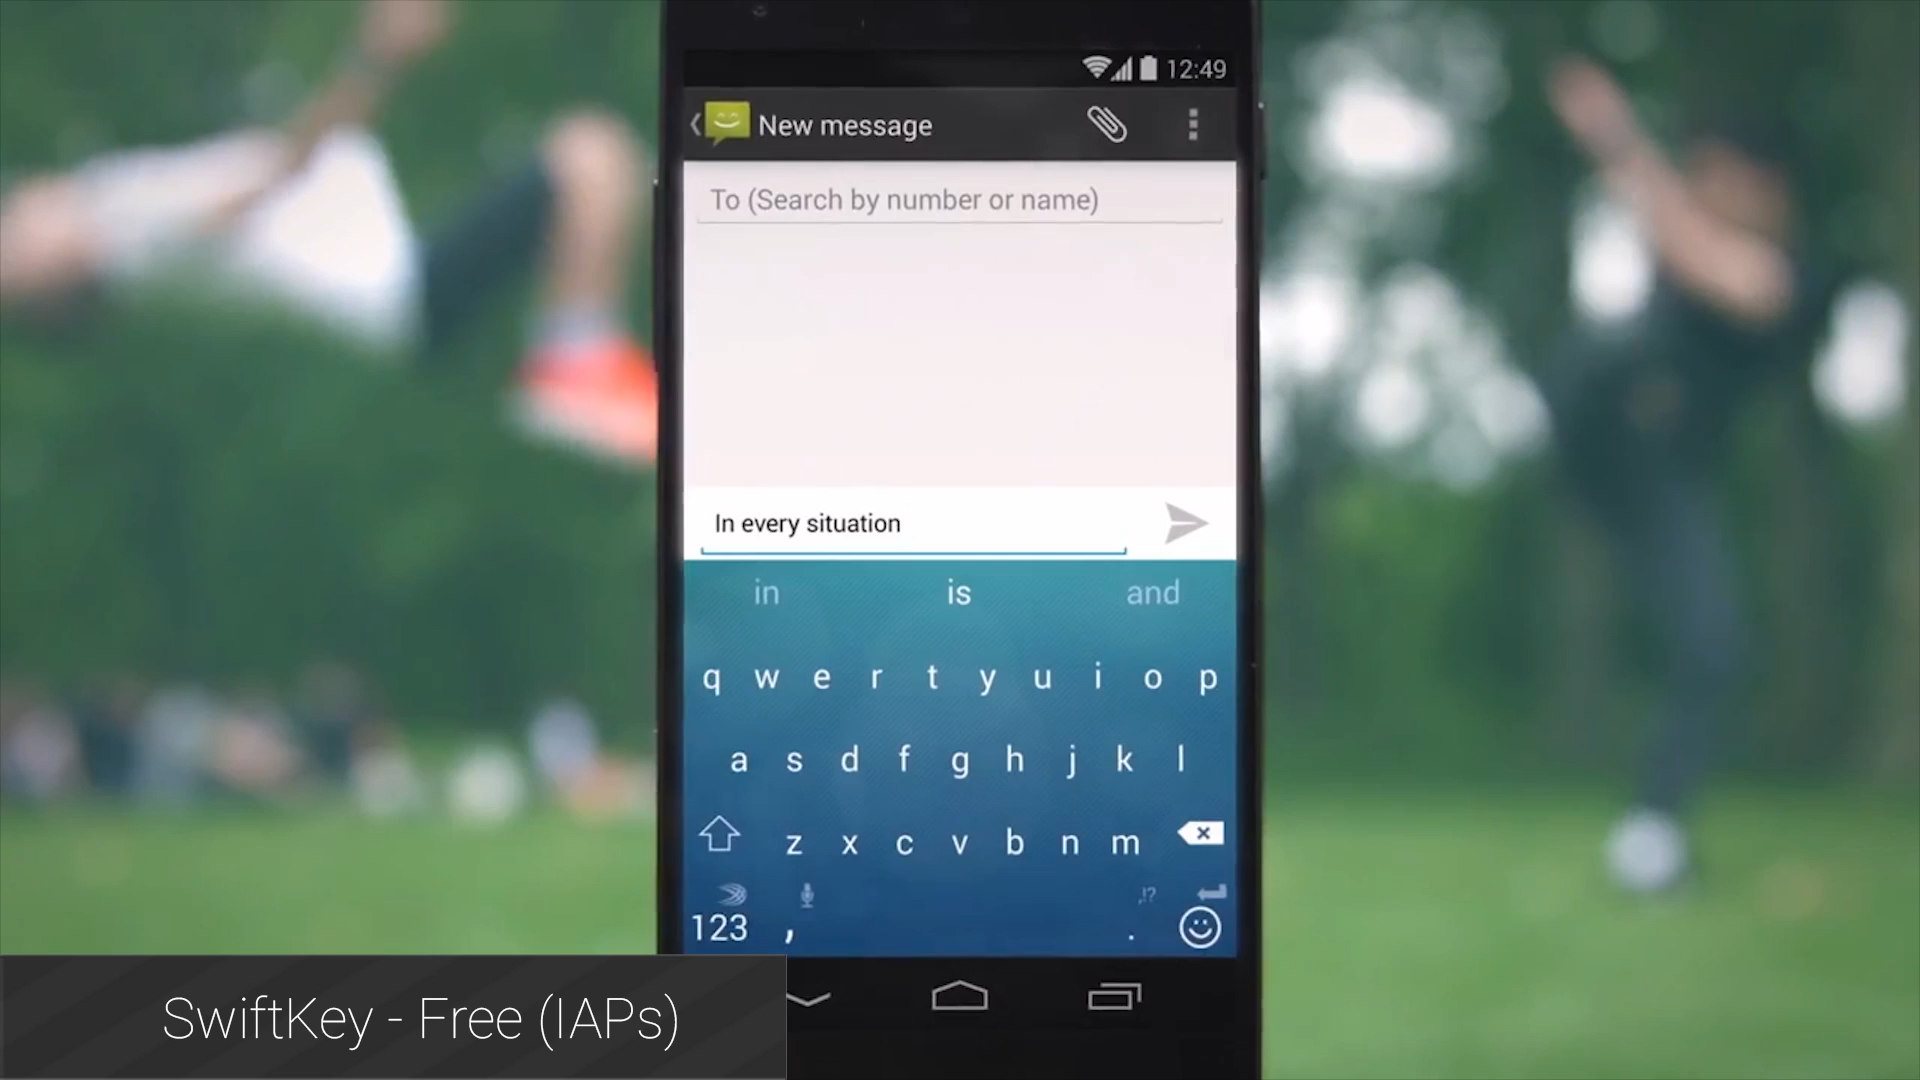 12:49
New message
To (Search by number or name)
In every situation
in is and
q w e r t y u i o p
a s d f g h j k l
z x c v b n m
,!?
123 , .
SwiftKey - Free (IAPs)